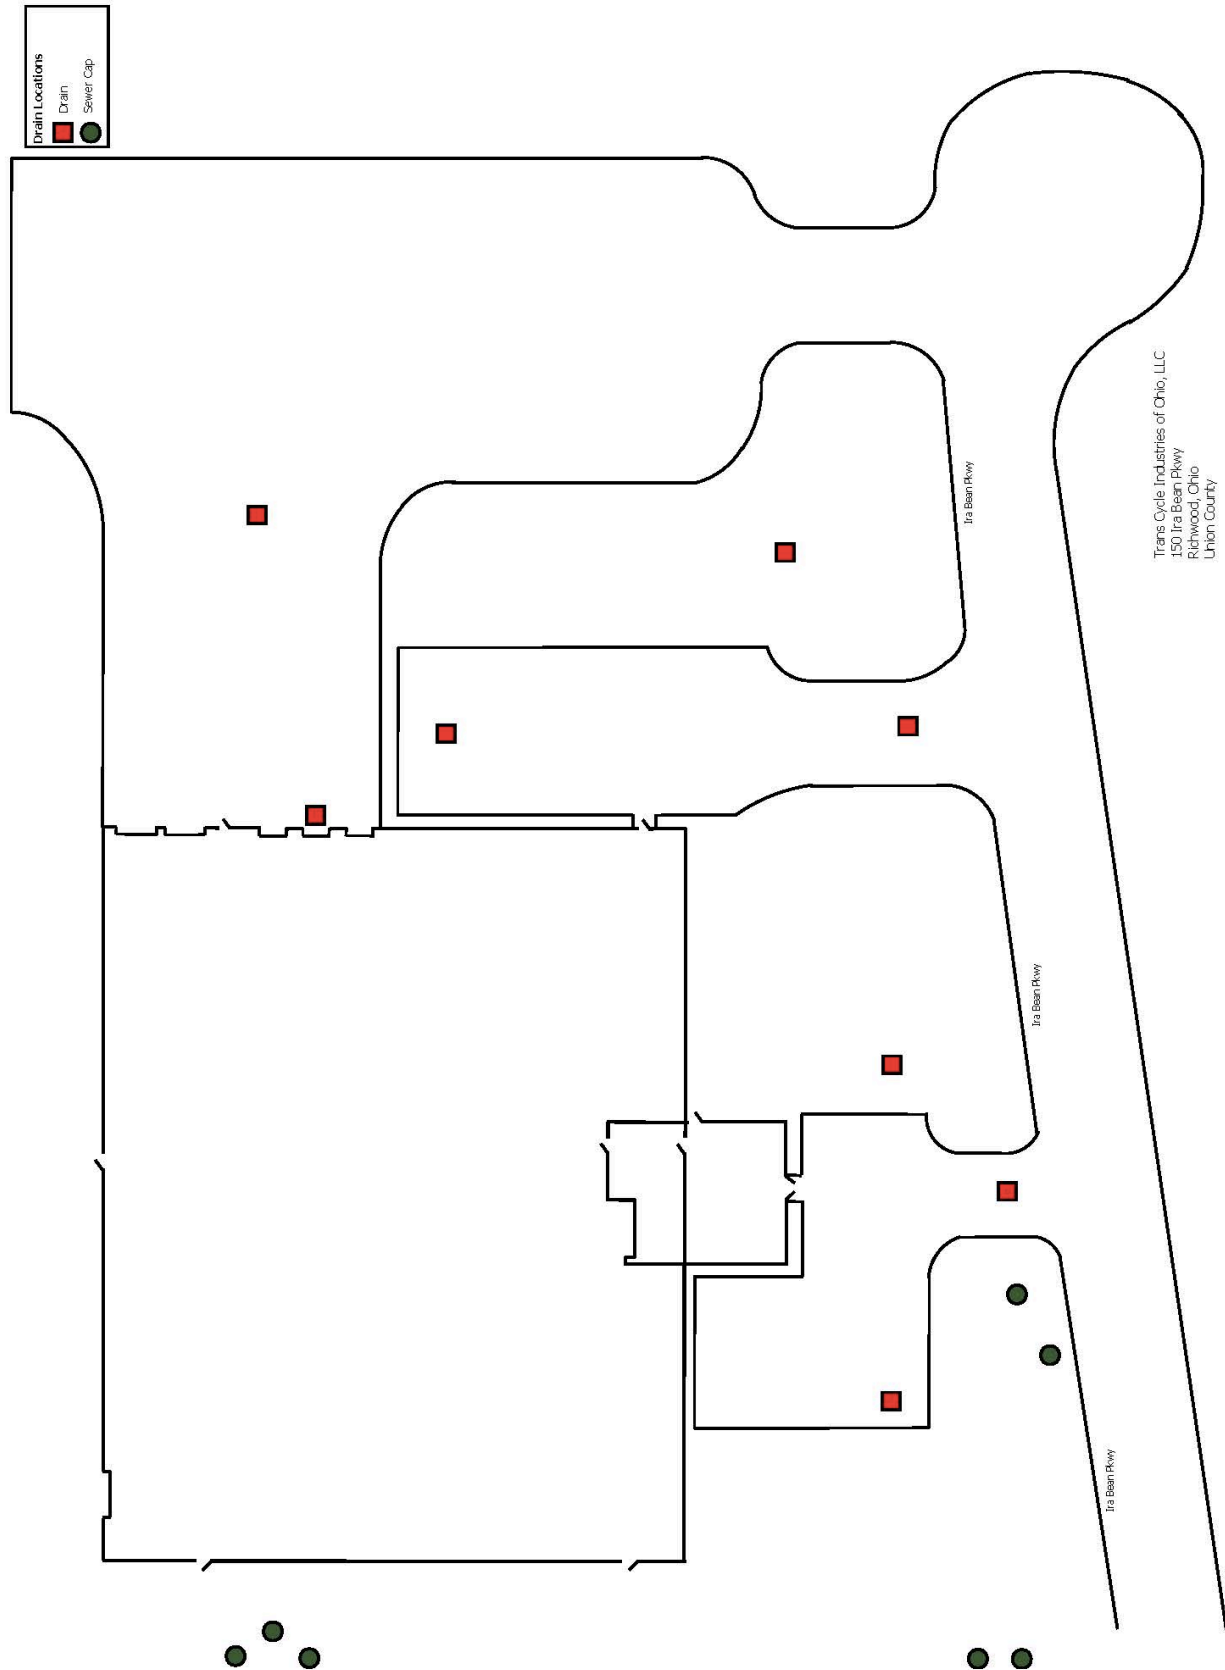 Drain Locations
Drain
Sewer Cap
Ira Bean Pkwy
Ira Bean Pkwy
Ira Bean Pkwy
Trans Cycle Industries of Ohio, LLC
150 Ira Bean Pkwy
Richwood, Ohio
Union County